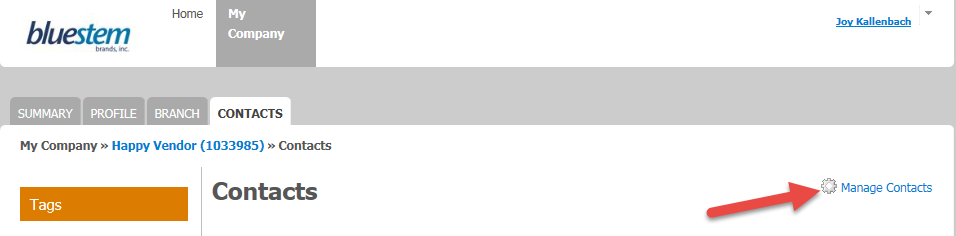 Home
My
Company
Joy Kallenbach
bluestem
brands, inc.
SUMMARY PROFILE BRANCH CONTACTS
My Company » Happy Vendor (1033985) » Contacts
Tags
Contacts
Manage Contacts